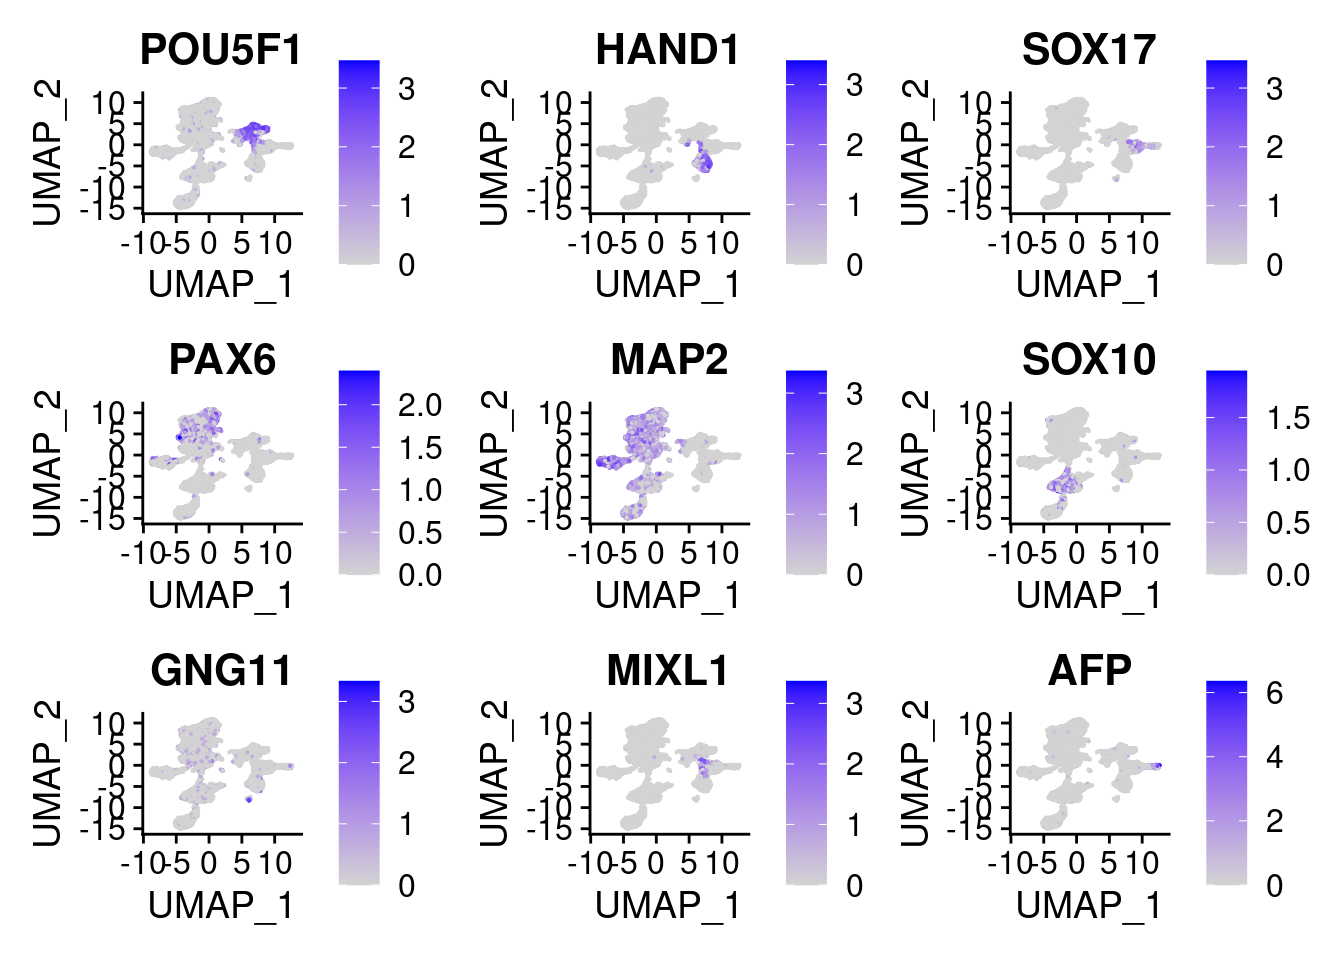 POU5F1 HAND1 SOX17
UMAP_2 10 5 0 -5 -10 -15 3 2 1 0 UMAP_2 10 5 0 -5 -10 -15 3 2 1 0 UMAP_2 10 5 0 -5 -10 -15 3 2 1 0
-10 -5 0 5 10 -10 -5 0 5 10 -10 -5 0 5 10
UMAP_1 UMAP_1 UMAP_1
PAX6 MAP2 SOX10
UMAP_2 10 5 0 -5 -10 -15 2.0 1.5 1.0 0.5 0.0 UMAP_2 10 5 0 -5 -10 -15 3 2 1 0 UMAP_2 10 5 0 -5 -10 -15 1.5 1.0 0.5 0.0
-10 -5 0 5 10 -10 -5 0 5 10 -10 -5 0 5 10
UMAP_1 UMAP_1 UMAP_1
GNG11 MIXL1 AFP
UMAP_2 10 5 0 -5 -10 -15 3 2 1 0 UMAP_2 10 5 0 -5 -10 -15 3 2 1 0 UMAP_2 10 5 0 -5 -10 -15 6 4 2 0
-10 -5 0 5 10 -10 -5 0 5 10 -10 -5 0 5 10
UMAP_1 UMAP_1 UMAP_1